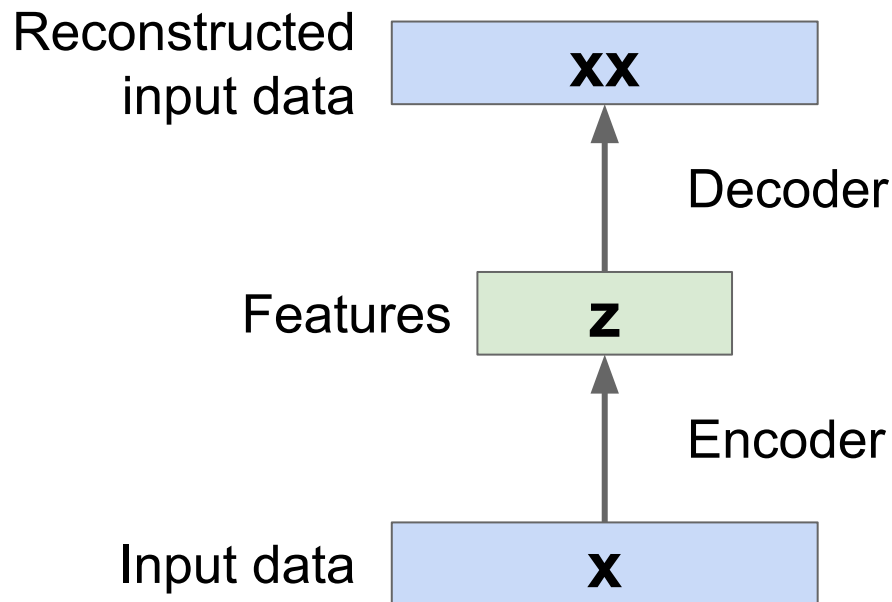 Reconstructed
input data
xx
Decoder
Features
z
Encoder
Input data
x